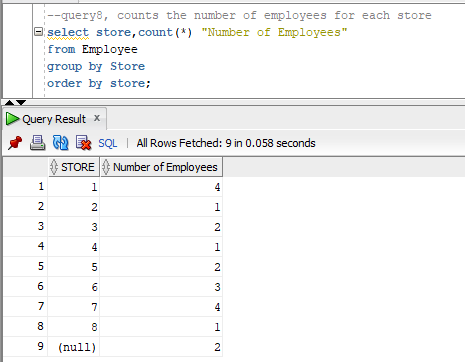 --query8, counts the number of employees for each store
select store,count(*) "Number of Employees"
from Employee
group by Store
order by store;
Query Result x
SQL | All Rows Fetched: 9 in 0.058 seconds
STORE Number of Employees
1 1 4
2 2 1
3 3 2
4 4 1
5 5 2
6 6 3
7 7 4
8 8 1
9 (null) 2